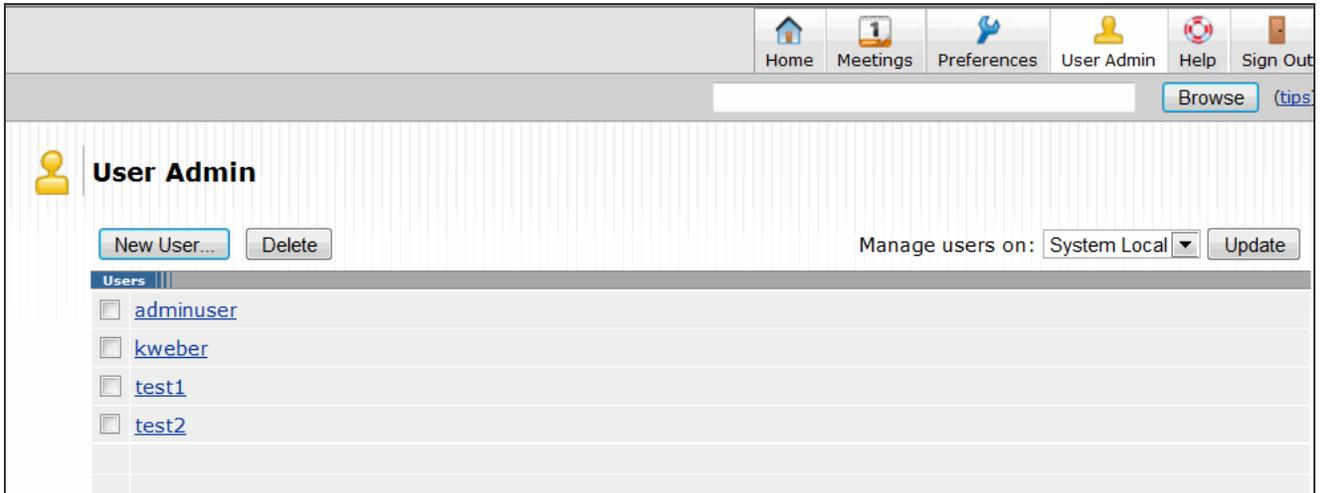 1
Home Meetings Preferences User Admin Help Sign Out
Browse (tips)
User Admin
New User... Delete Manage users on: System Local Update
Users
adminuser
kweber
test1
test2